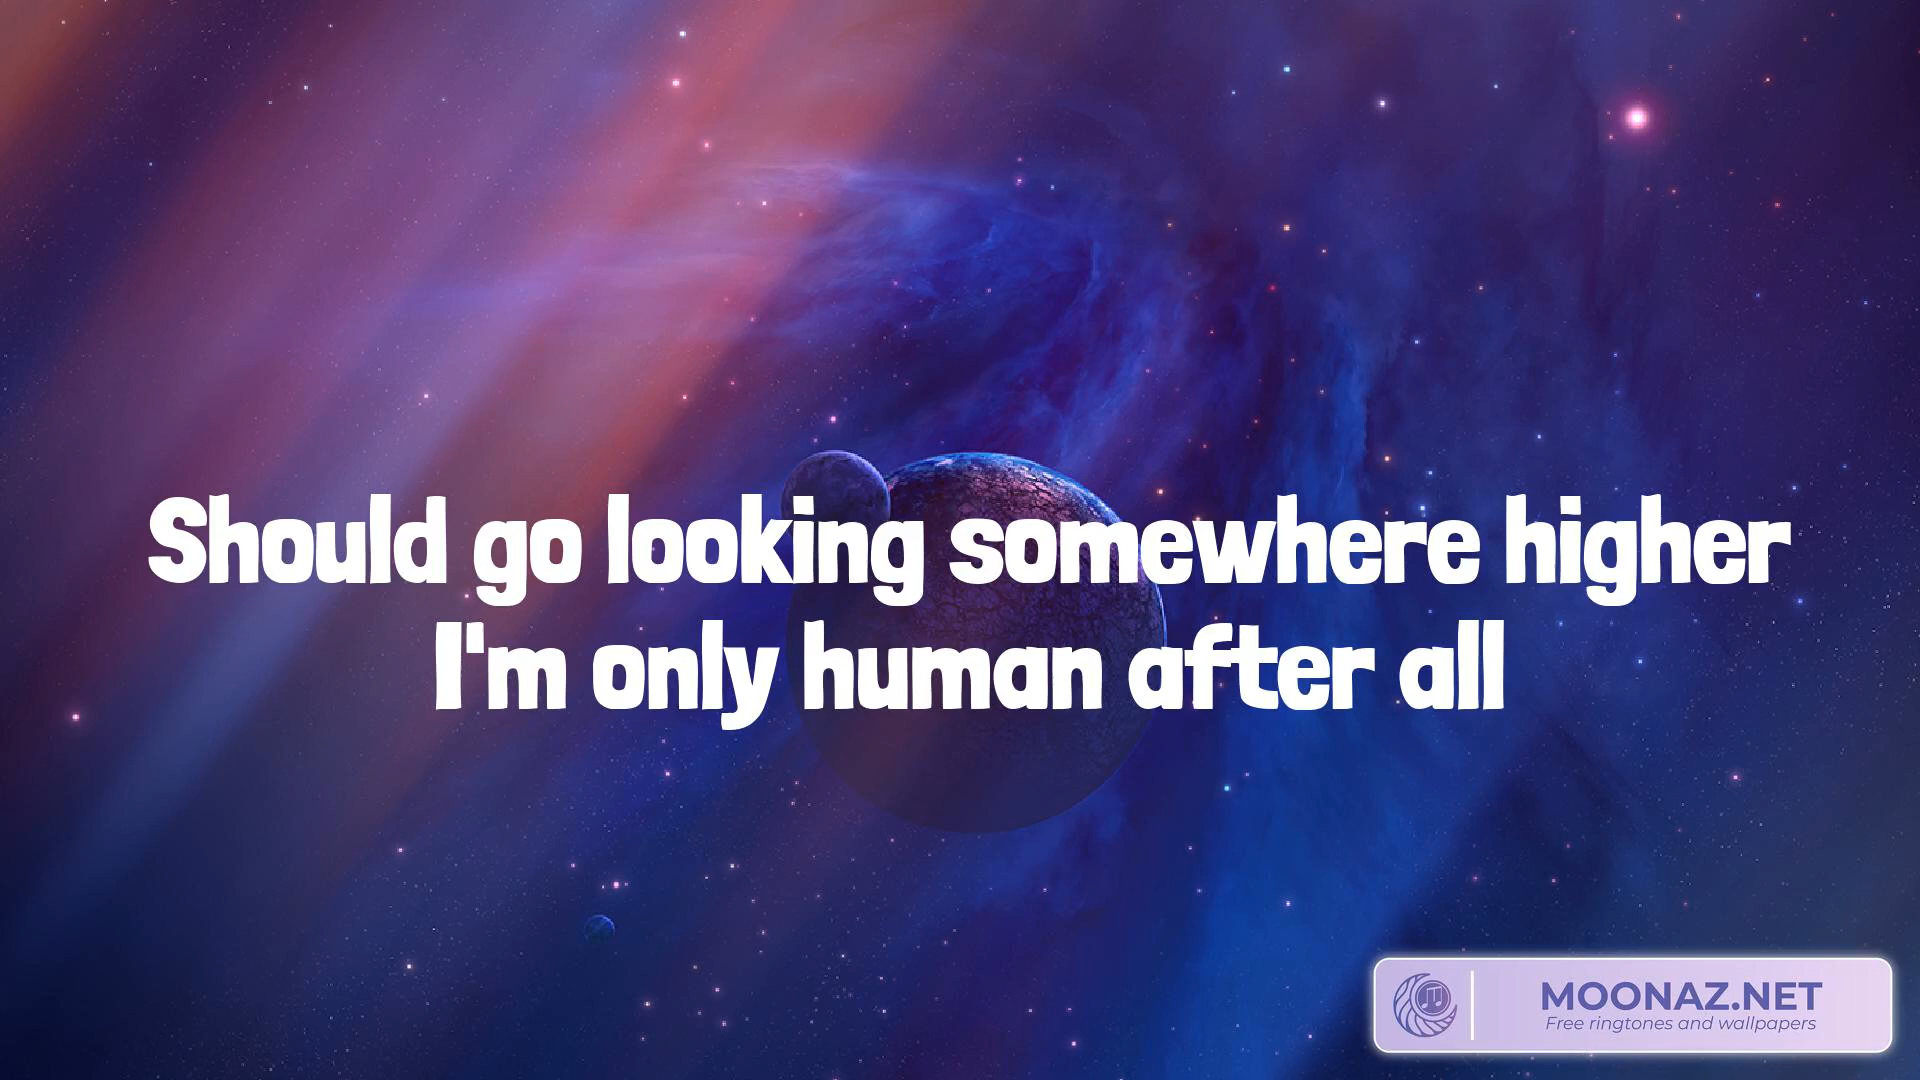 Should go looking somewhere higher
I'm only human after all
MOONAZ.NET
Free ringtones and wallpapers